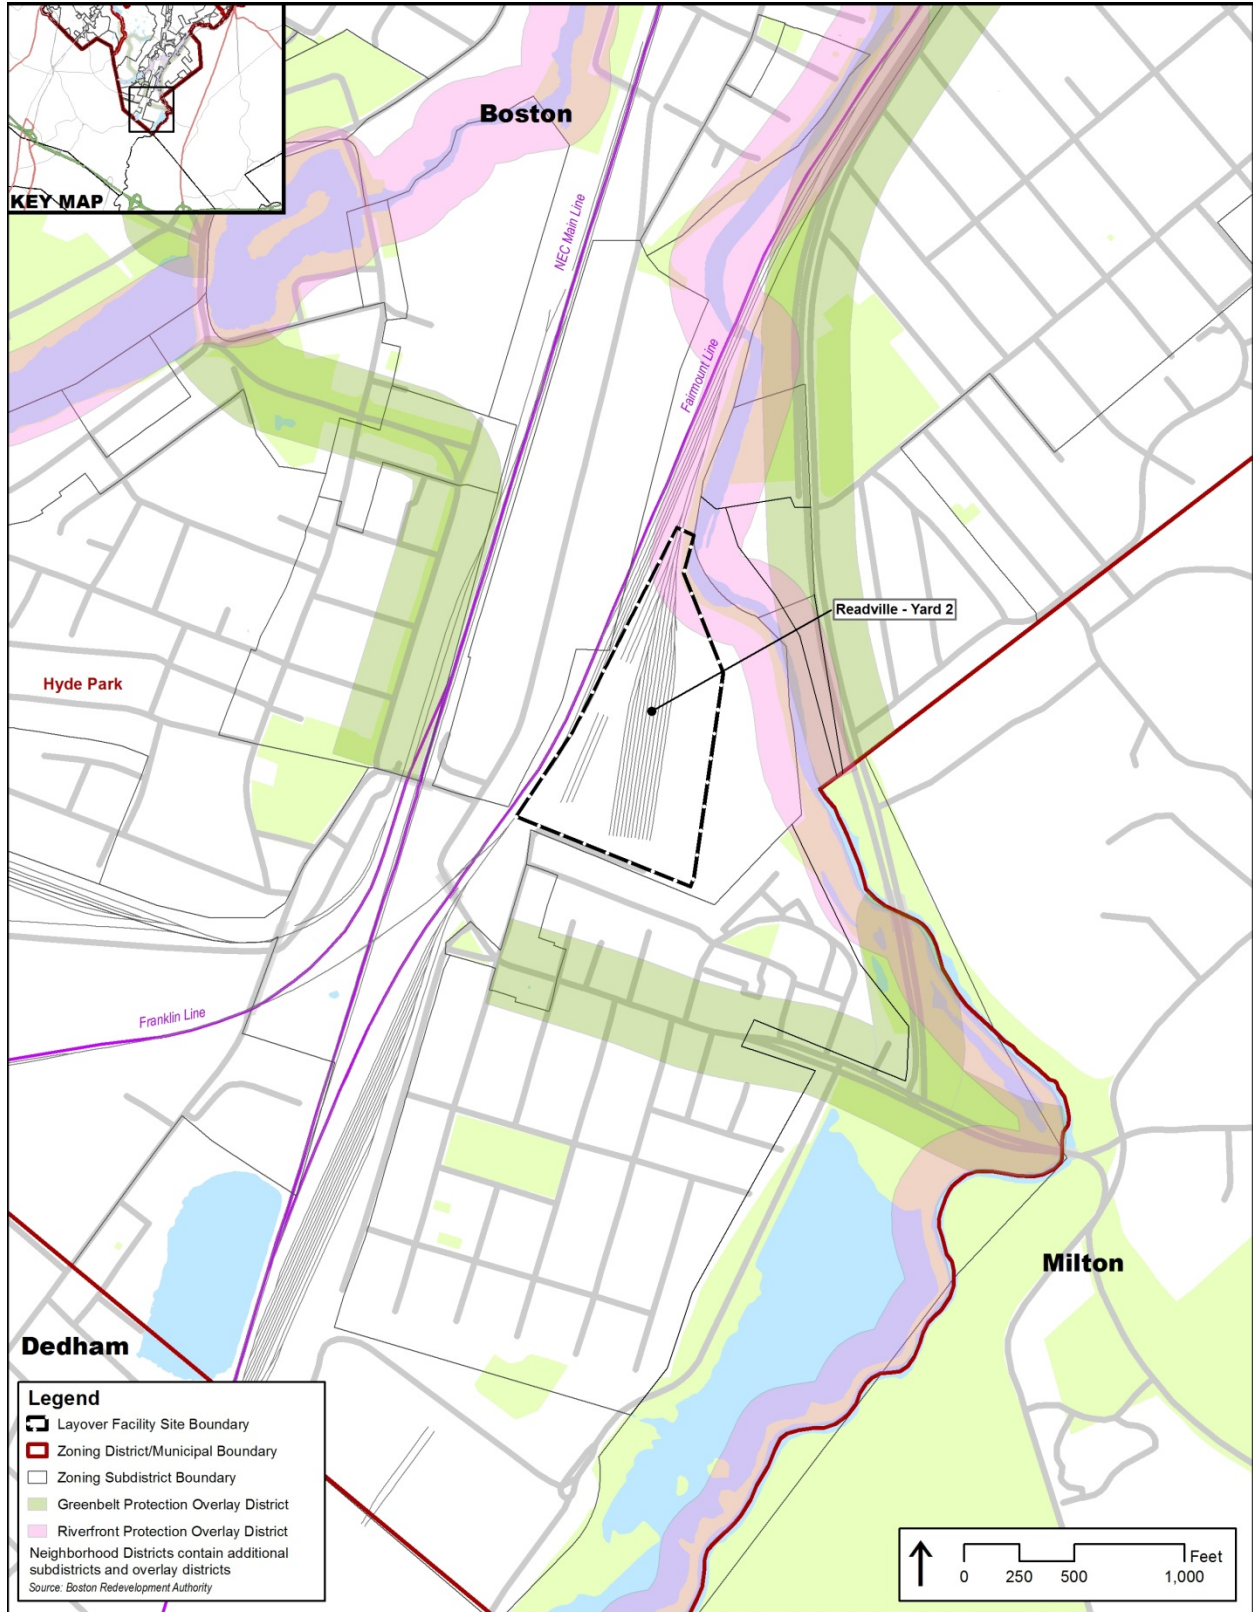 KEY MAP
Boston
NEC Main Line
Fairmount Line
Readville - Yard 2
Hyde Park
Franklin Line
Milton
Dedham
Legend
Layover Facility Site Boundary
Zoning District/Municipal Boundary
Zoning Subdistrict Boundary
Greenbelt Protection Overlay District
Riverfront Protection Overlay District
Neighborhood Districts contain additional
subdistricts and overlay districts
Source: Boston Redevelopment Authority
Feet
0 250 500 1,000